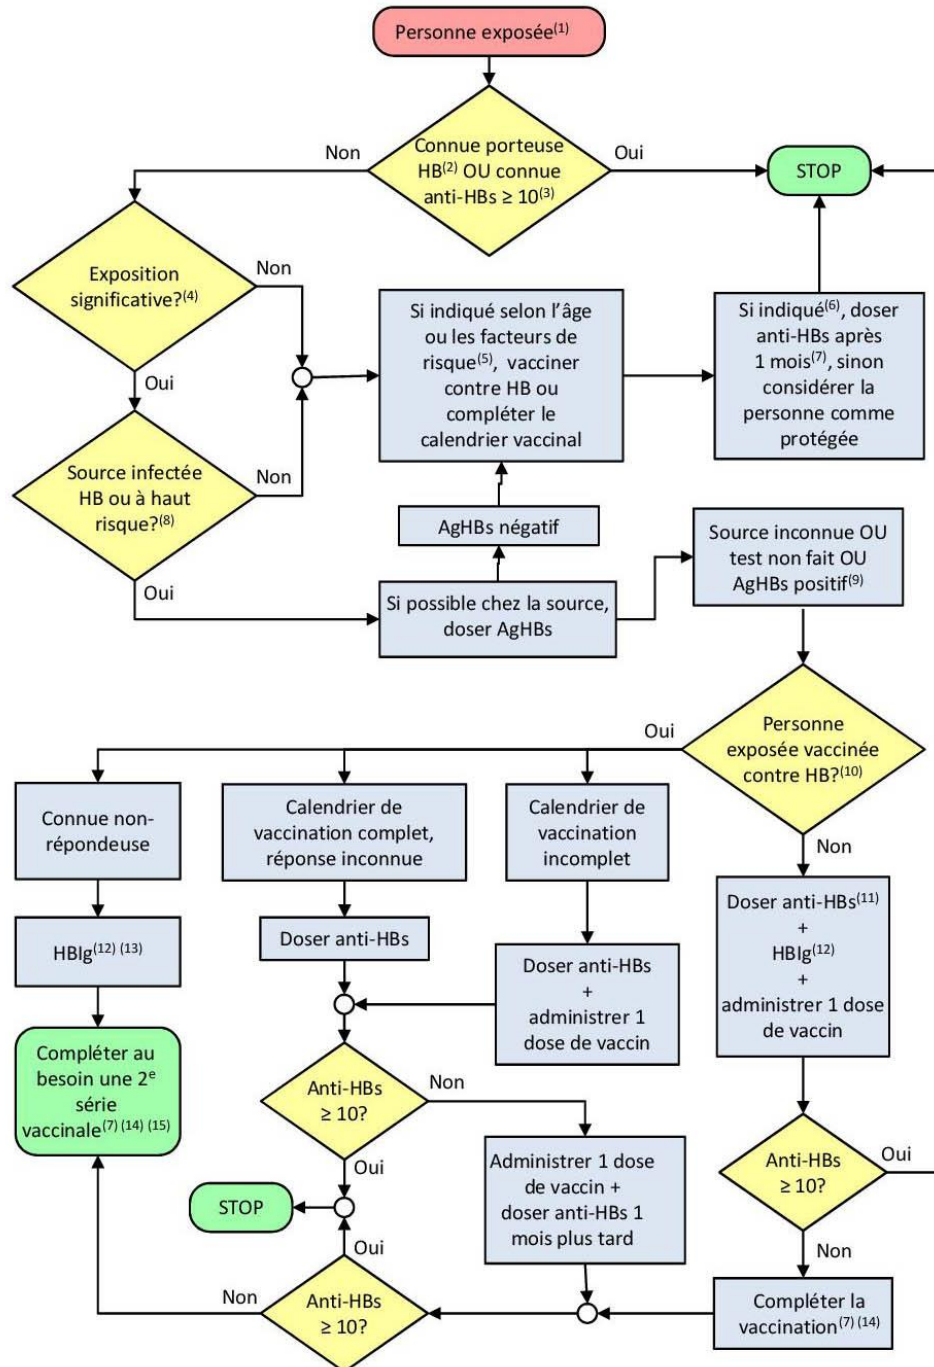 Personne exposée(1)
Connue porteuse
HB(2) OU connue
anti-HBs ≥ 10(3)
Non
Oui
STOP
Exposition
significative?(4)
Non
Oui
Si indiqué selon l'âge
ou les facteurs de
risque(5), vacciner
contre HB ou
compléter le
calendrier vaccinal
Si indiqué(6), doser
anti-HBs après
1 mois(7), sinon
considérer la
personne comme
protégée
Source infectée
HB ou à haut
risque?(8)
Non
Oui
AgHBs négatif
Si possible chez la source,
doser AgHBs
Source inconnue OU
test non fait OU
AgHBs positif(9)
Personne
exposée vaccinée
contre HB?(10)
Oui
Non
Connue non-
répondeuse
Calendrier de
vaccination complet,
réponse inconnue
Calendrier de
vaccination
incomplet
HBIg(12) (13)
Doser anti-HBs
Doser anti-HBs
+
administrer 1
dose de vaccin
Doser anti-HBs(11)
+
HBIg(12)
+
administrer 1 dose
de vaccin
Compléter au
besoin une 2e
série
vaccinale(7) (14) (15)
Anti-HBs
≥ 10?
Non
Oui
STOP
Administrer 1 dose
de vaccin +
doser anti-HBs 1
mois plus tard
Anti-HBs
≥ 10?
Oui
Non
Oui
Anti-HBs
≥ 10?
Non
Compléter la
vaccination(7) (14)